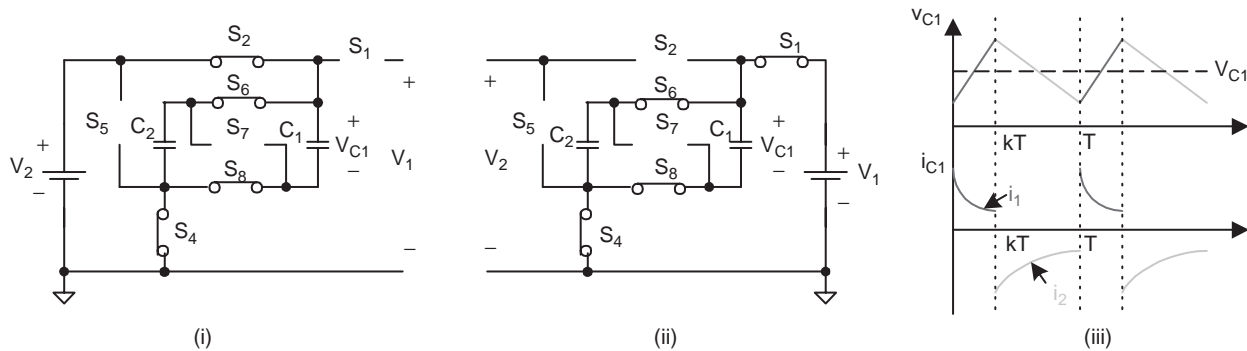 S2
S1
+
S6
S5
C2
S7
C1
+
VC1
−
V1
+
V2
−
S8
S4
−
(i)
S2
S1
+
S6
S5
C2
S7
C1
+
VC1
−
+
V1
−
V2
S8
S4
−
(ii)
vC1
VC1
kT
T
iC1
i1
kT
T
i2
(iii)